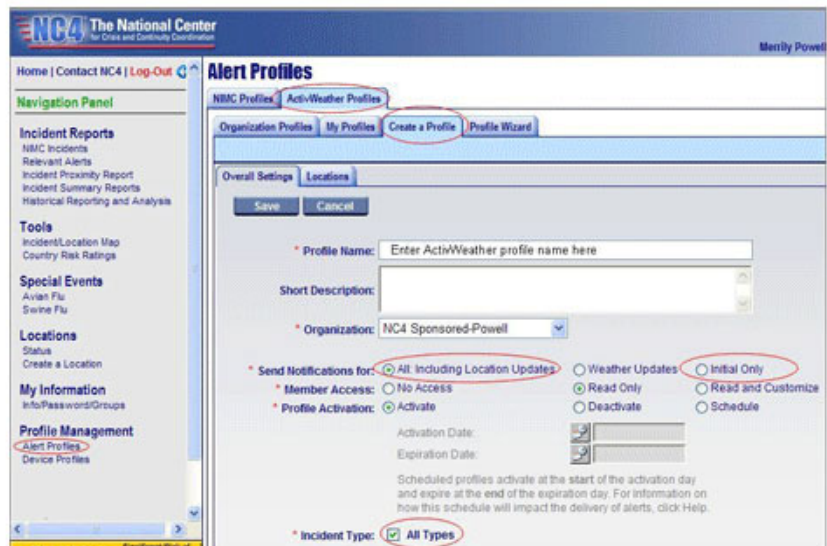 NC4 The National Center
for Crisis and Continuity Coordination
Merrily Powell
Home | Contact NC4 | Log-Out
Navigation Panel
Incident Reports
NIMC Incidents
Relevant Alerts
Incident Proximity Report
Incident Summary Reports
Historical Reporting and Analysis
Tools
Incident/Location Map
Country Risk Ratings
Special Events
Avian Flu
Swine Flu
Locations
Status
Create a Location
My Information
Info/Password/Groups
Profile Management
Alert Profiles
Device Profiles
Alert Profiles
NIMC Profiles ActivWeather Profiles
Organization Profiles My Profiles Create a Profile Profile Wizard
Overall Settings Locations
Save Cancel
* Profile Name: Enter ActivWeather profile name here
Short Description:
* Organization: NC4 Sponsored-Powell
* Send Notifications for: All: Including Location Updates Weather Updates Initial Only
* Member Access: No Access Read Only Read and Customize
* Profile Activation: Activate Deactivate Schedule
Activation Date:
Expiration Date:
Scheduled profiles activate at the start of the activation day
and expire at the end of the expiration day. For Information on
how this schedule will impact the delivery of alerts, click Help.
* Incident Type: All Types